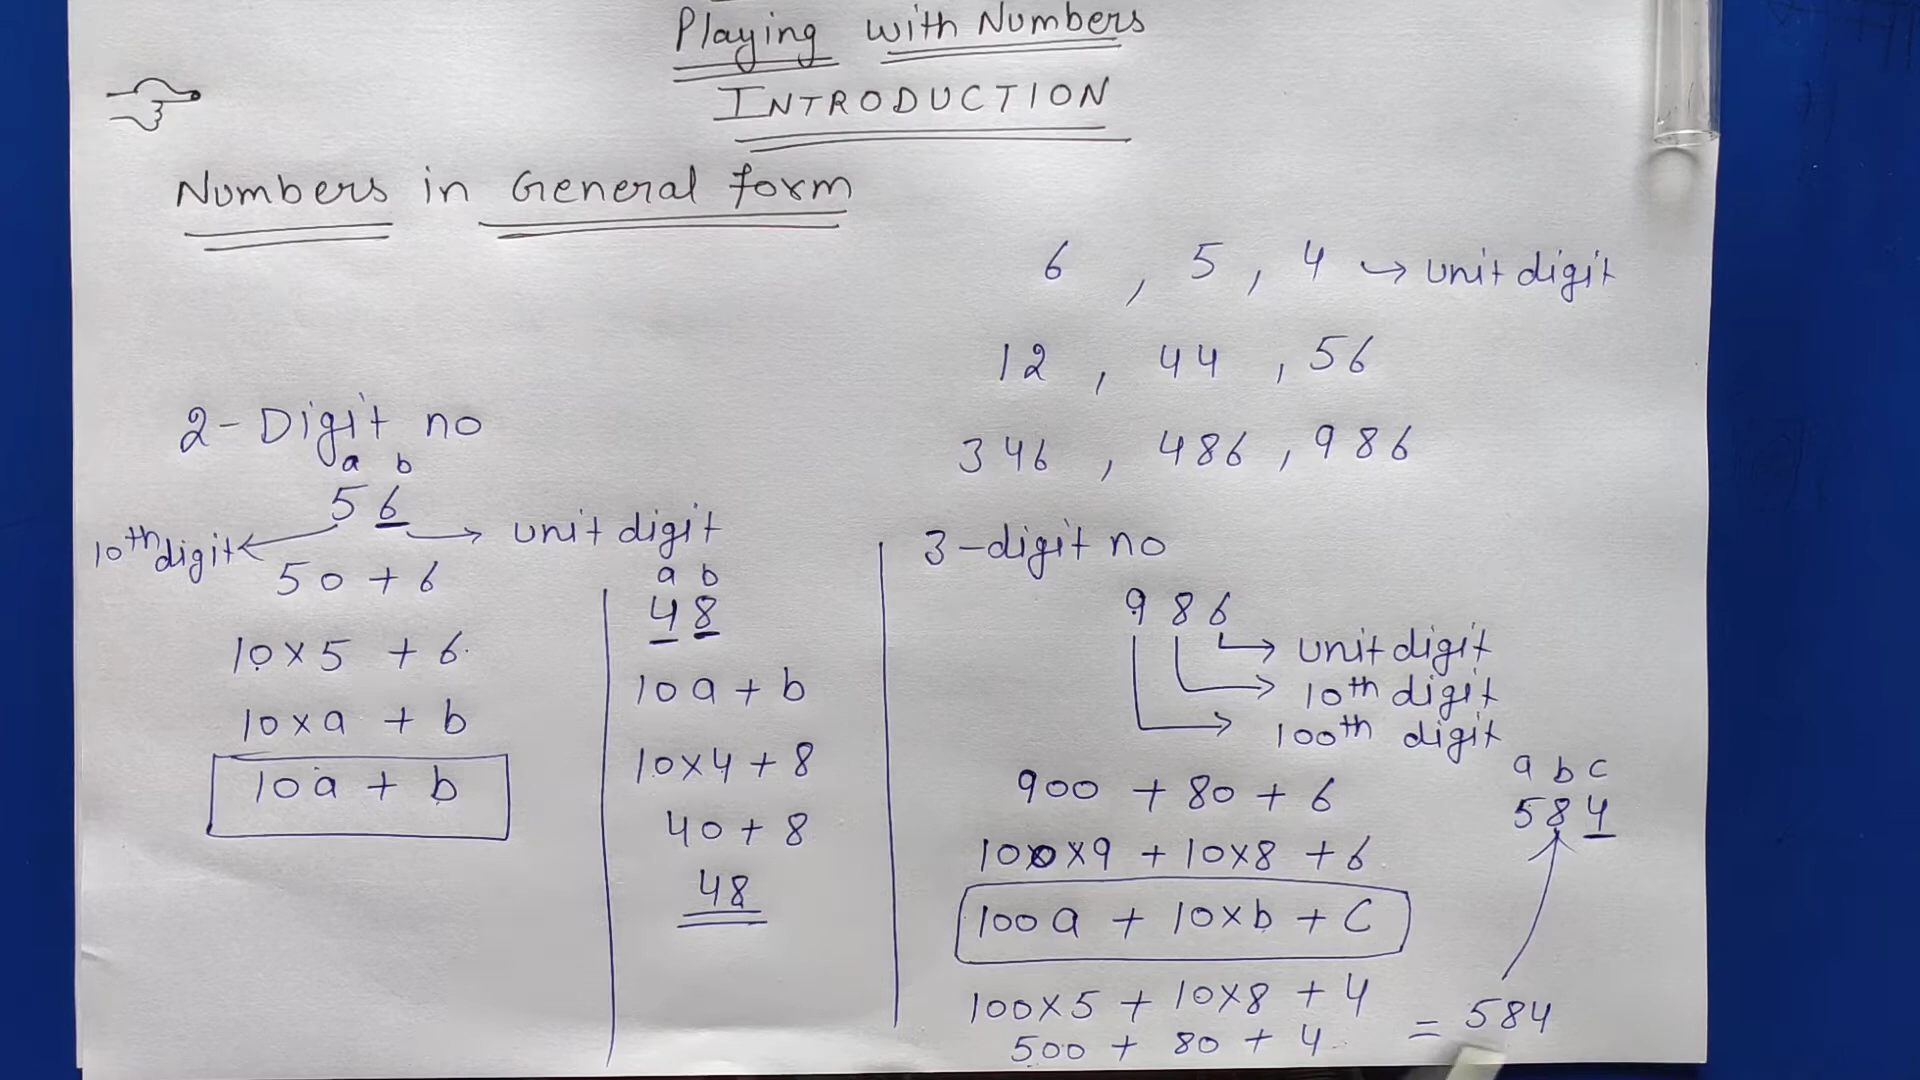 Playing with Numbers
INTRODUCTION
Numbers in General form
6 , 5 , 4 → unit digit
12 , 44 , 56
346 , 486 , 986
2-Digit no
a b
56
10th digit ← → unit digit
50 + 6
10×5 + 6
10×a + b
10a + b
a b
48
10a + b
10×4 + 8
40 + 8
48
3-digit no
986
→ unit digit
→ 10th digit
→ 100th digit
900 + 80 + 6
100×9 + 10×8 + 6
100a + 10×b + C
a b c
584
100×5 + 10×8 + 4
500 + 80 + 4 = 584